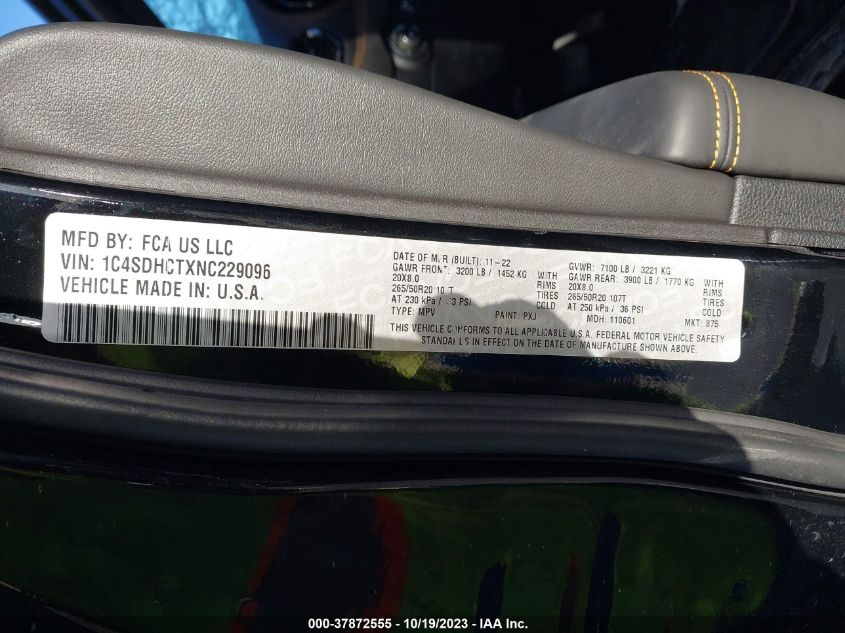 MFD BY: FCA US LLC
VIN: 1C4SDHCTXNC229096
VEHICLE MADE IN: U.S.A.
DATE OF M.R (BUILT): 11-22
GAWR FRONT: 3200 LB / 1452 KG WITH
20X8.0 RIMS
265/50R20 10 T TIRES
AT 230 kPa / 3 PSI COLD
TYPE: MPV PAINT: PXJ
GVWR: 7100 LB / 3221 KG
GAWR REAR: 3900 LB / 1770 KG WITH
20X8.0 RIMS
265/50R20 107T TIRES
AT 250 kPa / 36 PSI COLD
MDH: 110601 MKT: 875
THIS VEHICLE CONFORMS TO ALL APPLICABLE U.S.A. FEDERAL MOTOR VEHICLE SAFETY
STANDARDS IN EFFECT ON THE DATE OF MANUFACTURE SHOWN ABOVE.
000-37872555 - 10/19/2023 - IAA Inc.